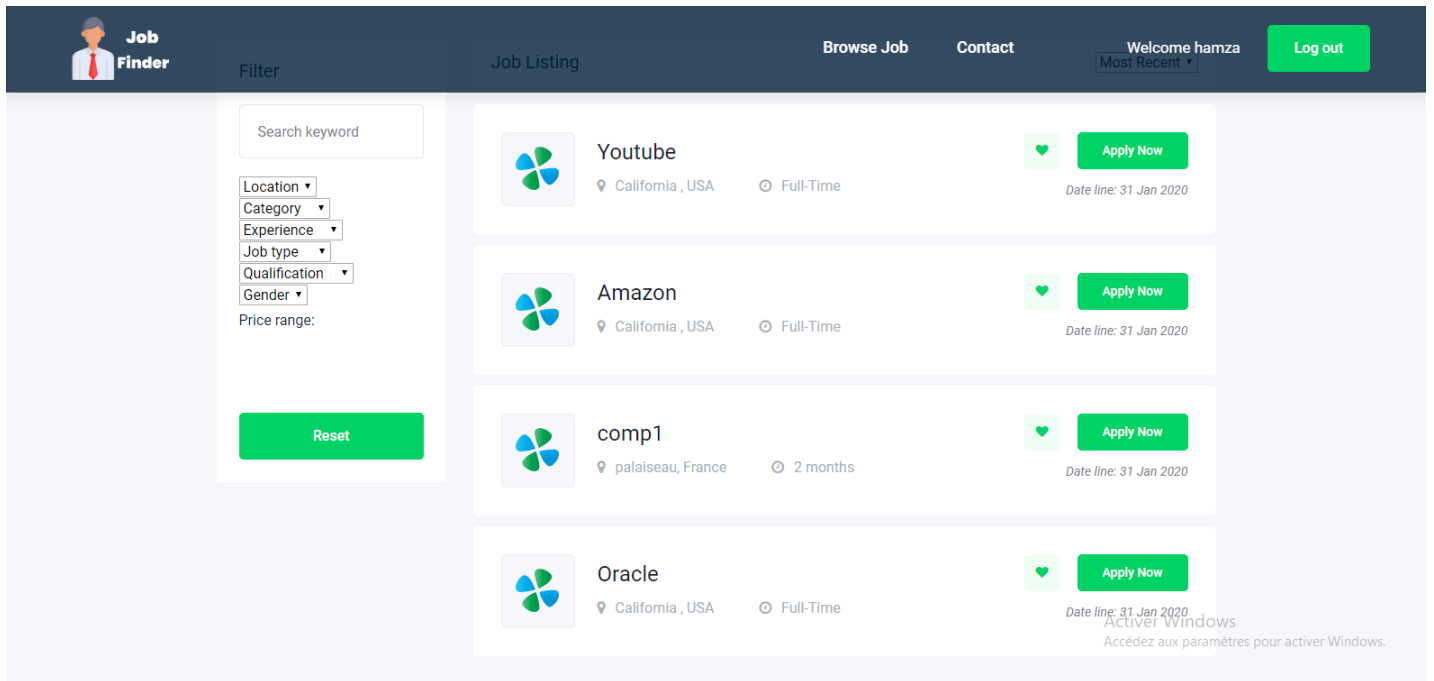 Job
Finder
Browse Job
Contact
Welcome hamza
Log out
Filter
Job Listing
Most Recent
Search keyword
Location
Category
Experience
Job type
Qualification
Gender
Price range:
Reset
Youtube
California , USA
Full-Time
Apply Now
Date line: 31 Jan 2020
Amazon
California , USA
Full-Time
Apply Now
Date line: 31 Jan 2020
comp1
palaiseau, France
2 months
Apply Now
Date line: 31 Jan 2020
Oracle
California , USA
Full-Time
Apply Now
Date line: 31 Jan 2020
Activer Windows
Accédez aux paramètres pour activer Windows.